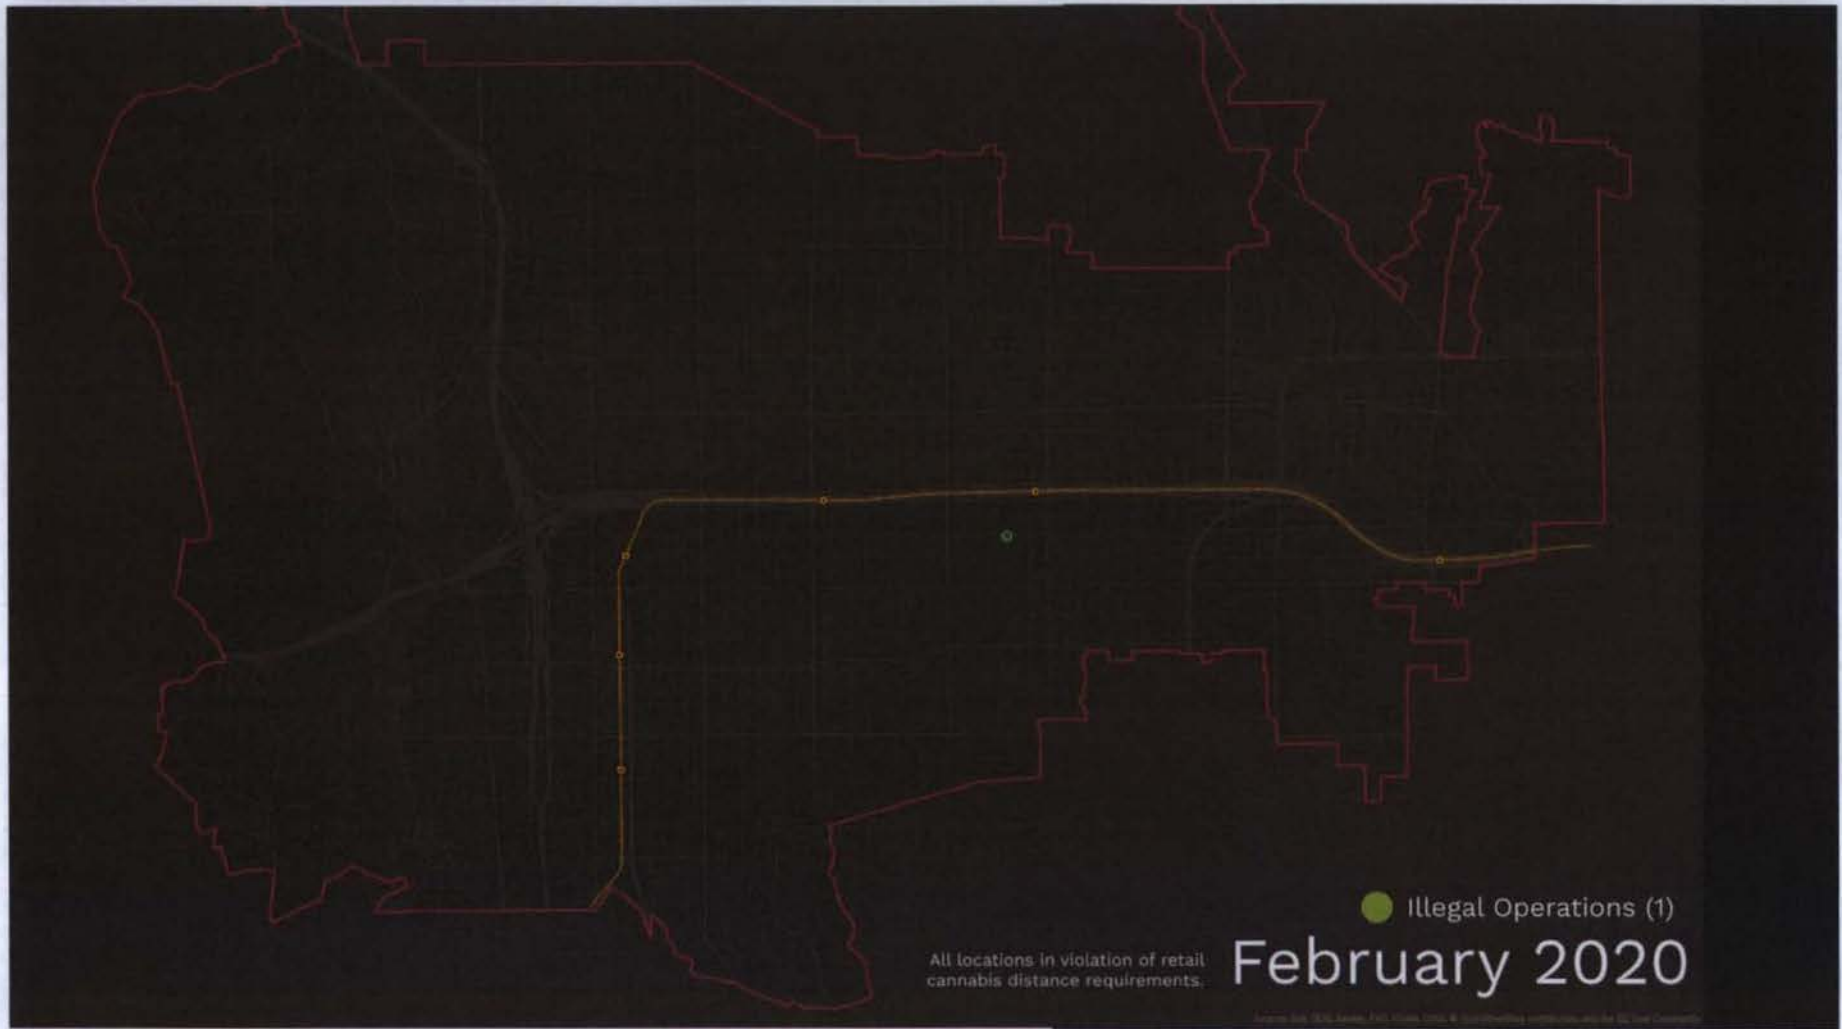 Illegal Operations (1)
All locations in violation of retail
cannabis distance requirements.
February 2020